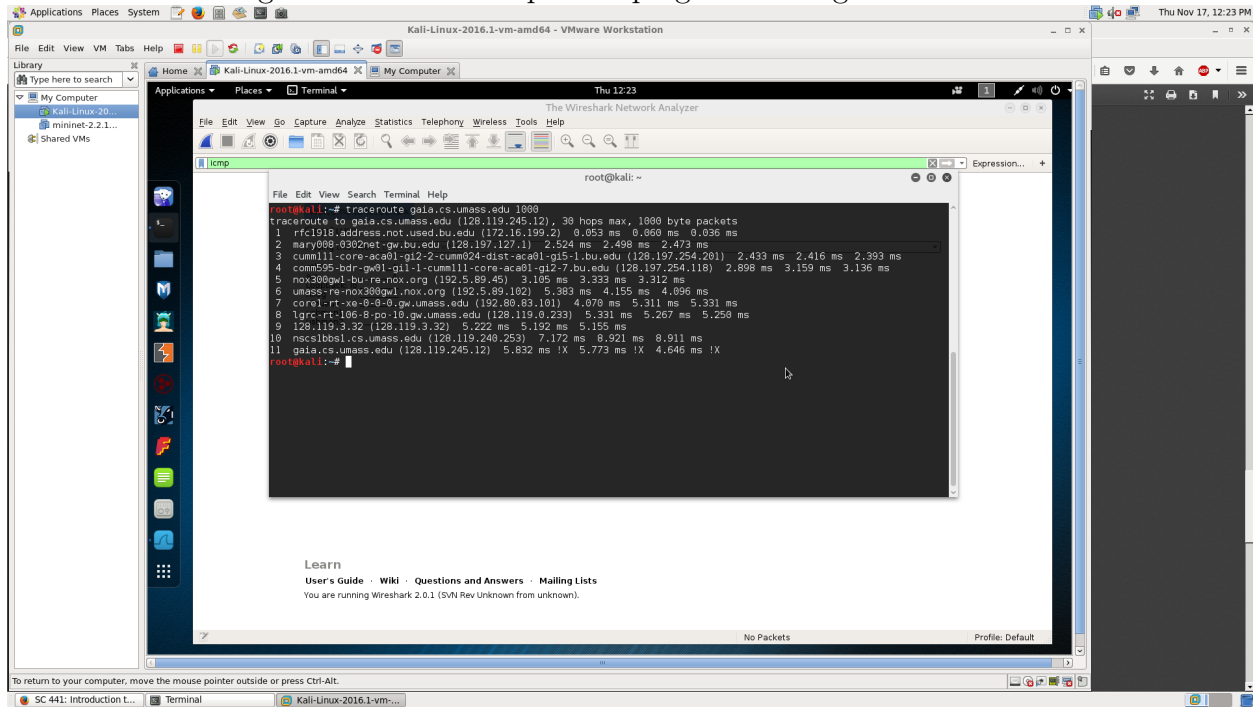 Applications Places System
Thu Nov 17, 12:23 PM
Kali-Linux-2016.1-vm-amd64 - VMware Workstation
File Edit View VM Tabs Help
Library
Type here to search
My Computer
Kali-Linux-20...
mininet-2.2.1...
Shared VMs
Home
Kali-Linux-2016.1-vm-amd64
My Computer
Applications Places Terminal
Thu 12:23
1
The Wireshark Network Analyzer
File Edit View Go Capture Analyze Statistics Telephony Wireless Tools Help
icmp
Expression... +
root@kali: ~
File Edit View Search Terminal Help
root@kali:~# traceroute gaia.cs.umass.edu 1000
traceroute to gaia.cs.umass.edu (128.119.245.12), 30 hops max, 1000 byte packets
1 rfc1918.address.not.used.bu.edu (172.16.199.2) 0.053 ms 0.060 ms 0.036 ms
2 mary008-0302net-gw.bu.edu (128.197.127.1) 2.524 ms 2.498 ms 2.473 ms
3 cumm111-core-aca01-gi2-2-cumm024-dist-aca01-gi5-1.bu.edu (128.197.254.201) 2.433 ms 2.416 ms 2.393 ms
4 comm595-bdr-gw01-gi1-1-cumm111-core-aca01-gi2-7.bu.edu (128.197.254.118) 2.898 ms 3.159 ms 3.136 ms
5 nox300gw1-bu-re.nox.org (192.5.89.45) 3.105 ms 3.333 ms 3.312 ms
6 umass-re-nox300gw1.nox.org (192.5.89.102) 5.383 ms 4.155 ms 4.096 ms
7 core1-rt-xe-0-0-0.gw.umass.edu (192.80.83.101) 4.070 ms 5.311 ms 5.331 ms
8 lgrc-rt-106-8-po-10.gw.umass.edu (128.119.0.233) 5.331 ms 5.267 ms 5.250 ms
9 128.119.3.32 (128.119.3.32) 5.222 ms 5.192 ms 5.155 ms
10 nscs1bbs1.cs.umass.edu (128.119.240.253) 7.172 ms 8.921 ms 8.911 ms
11 gaia.cs.umass.edu (128.119.245.12) 5.832 ms !X 5.773 ms !X 4.646 ms !X
root@kali:~#
Learn
User's Guide · Wiki · Questions and Answers · Mailing Lists
You are running Wireshark 2.0.1 (SVN Rev Unknown from unknown).
No Packets
Profile: Default
To return to your computer, move the mouse pointer outside or press Ctrl-Alt.
SC 441: Introduction t...
Terminal
Kali-Linux-2016.1-vm-...